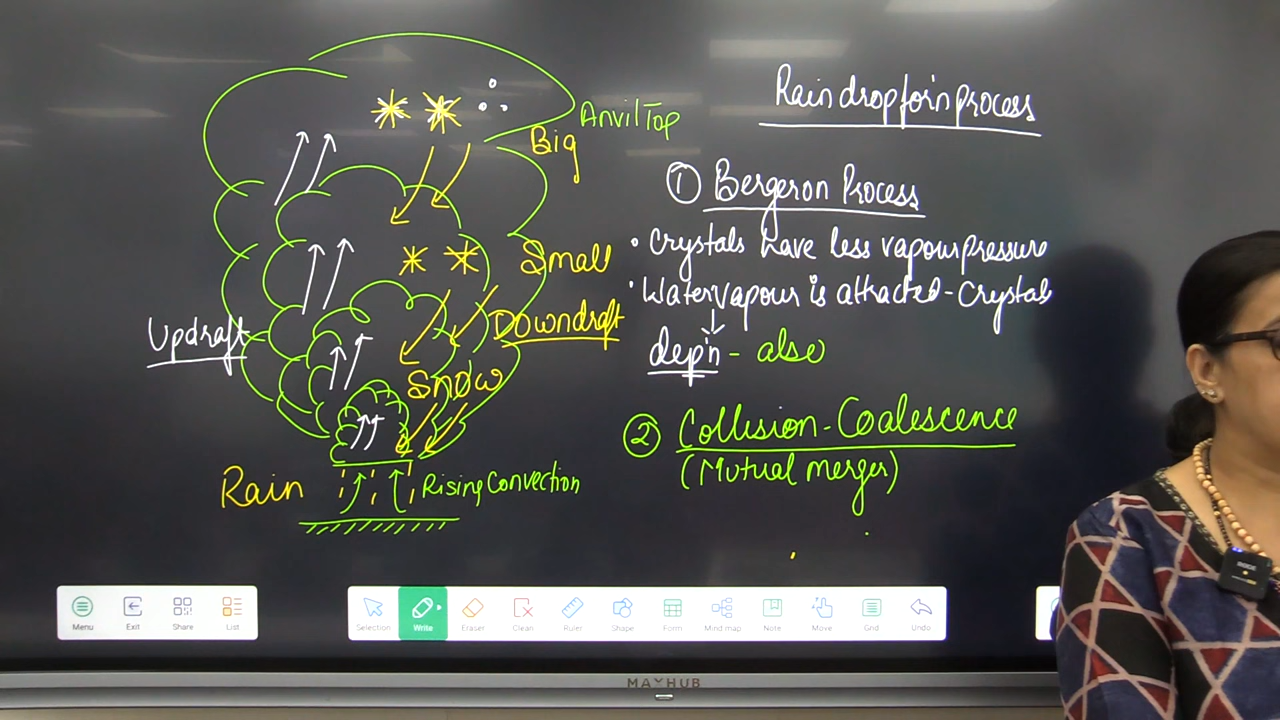 Raindrop for'n process
Anvil Top
Big
① Bergeron Process
• Crystals have less vapour pressure
Small
• Water vapour is attracted - Crystals
Downdraft
Updraft
dep'n - also
Snow
② Collision - Coalescence
(Mutual merger)
Rain
Rising Convection
Menu
Exit
Share
List
Selection
Write
Eraser
Clean
Ruler
Shape
Form
Mind map
Note
Move
Grid
Undo
MAXHUB